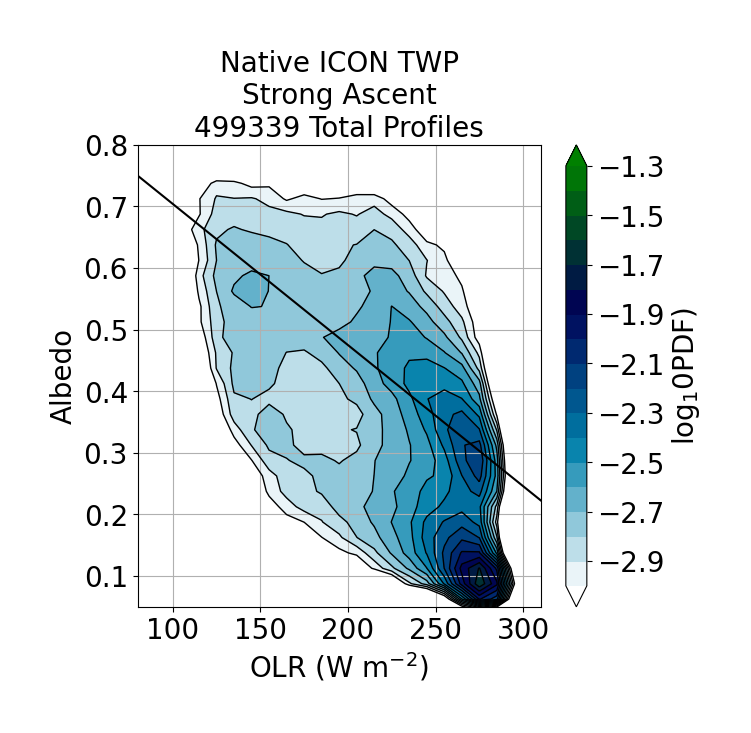 Native ICON TWP
Strong Ascent
499339 Total Profiles
0.8
0.7
0.6
0.5
0.4
0.3
0.2
0.1
Albedo
100 150 200 250 300
OLR (W m⁻²)
−1.3
−1.5
−1.7
−1.9
−2.1
−2.3
−2.5
−2.7
−2.9
log₁0PDF)